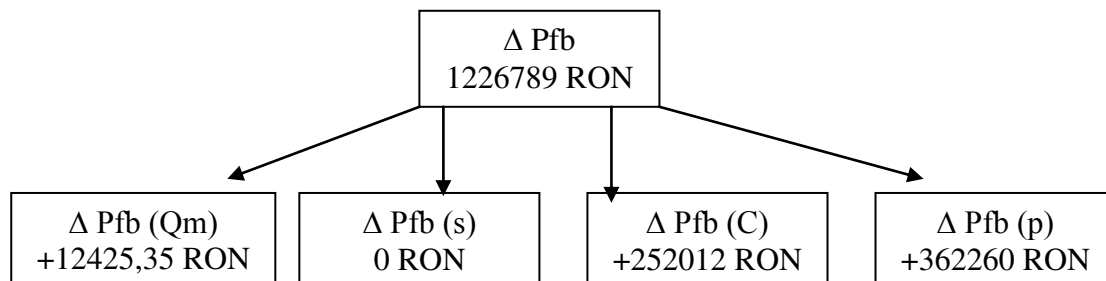 Δ Pfb
1226789 RON
Δ Pfb (Qm)
+12425,35 RON
Δ Pfb (s)
0 RON
Δ Pfb (C)
+252012 RON
Δ Pfb (p)
+362260 RON